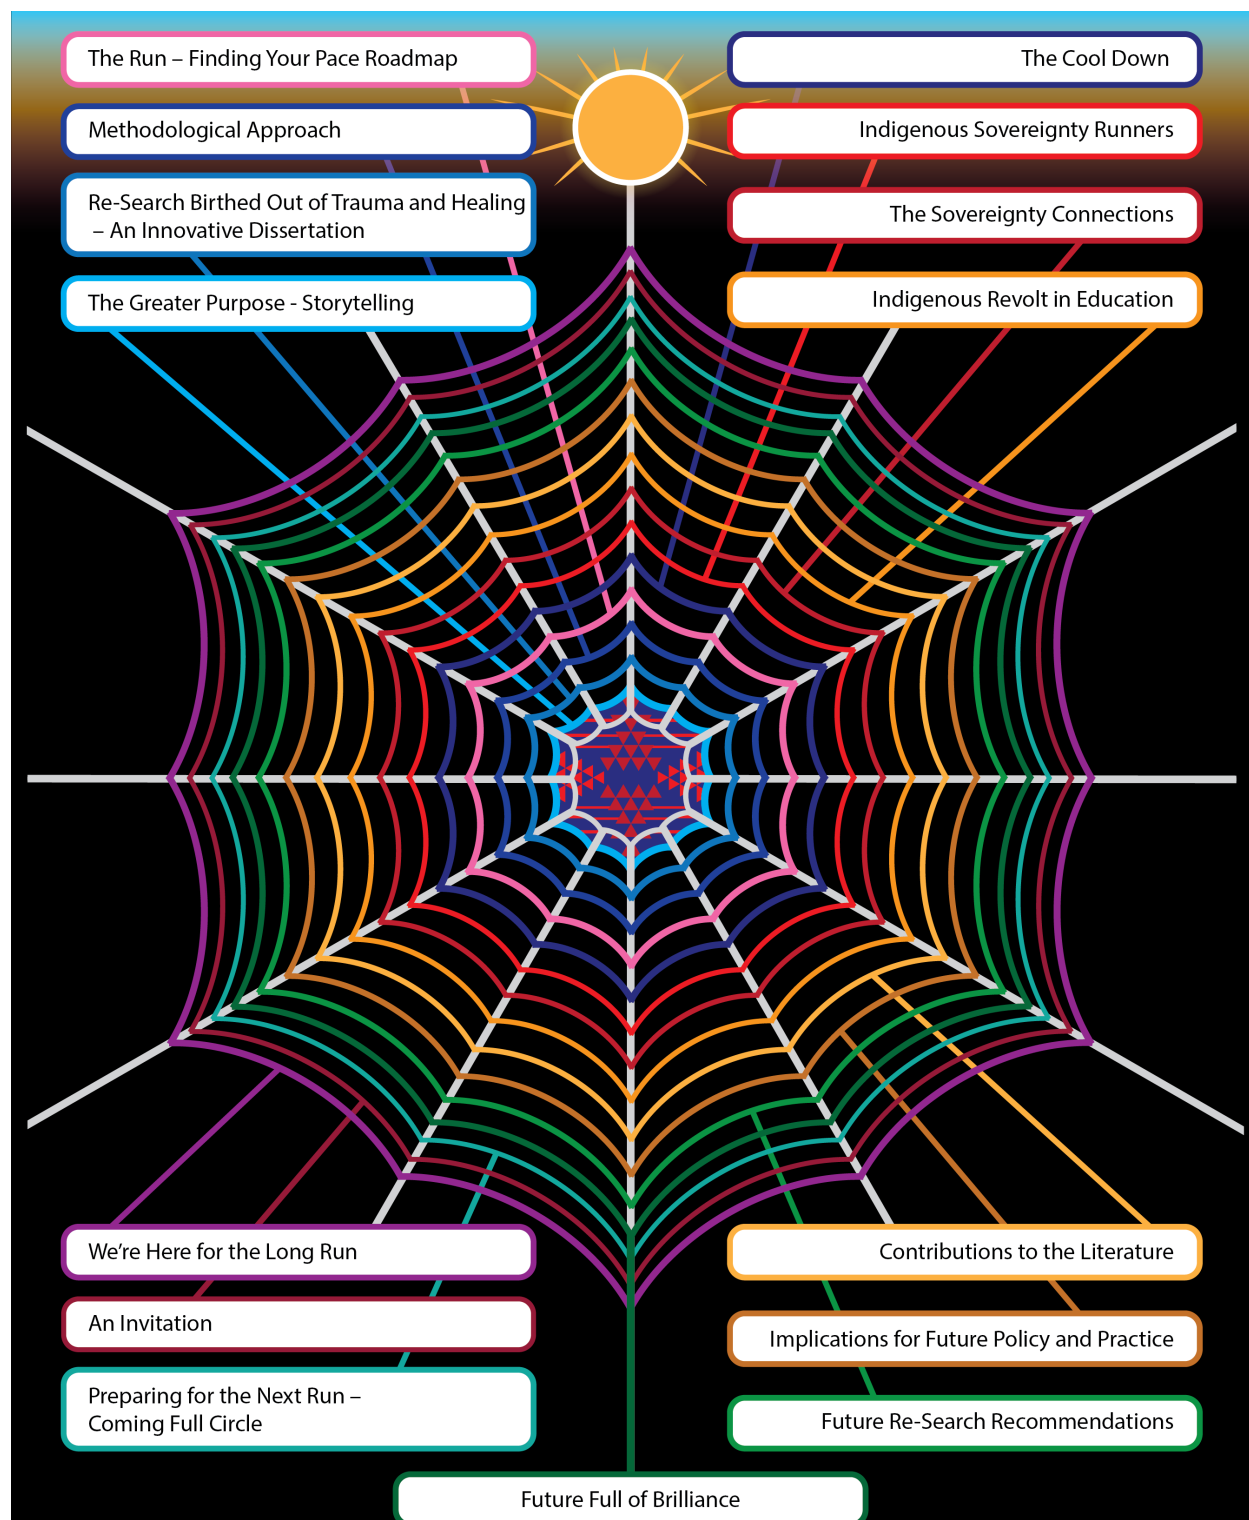 The Run – Finding Your Pace Roadmap
Methodological Approach
Re-Search Birthed Out of Trauma and Healing
– An Innovative Dissertation
The Greater Purpose - Storytelling
The Cool Down
Indigenous Sovereignty Runners
The Sovereignty Connections
Indigenous Revolt in Education
We’re Here for the Long Run
An Invitation
Preparing for the Next Run –
Coming Full Circle
Contributions to the Literature
Implications for Future Policy and Practice
Future Re-Search Recommendations
Future Full of Brilliance